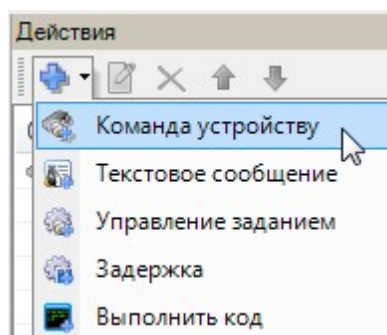 Действия
Команда устройству
Текстовое сообщение
Управление заданием
Задержка
Выполнить код